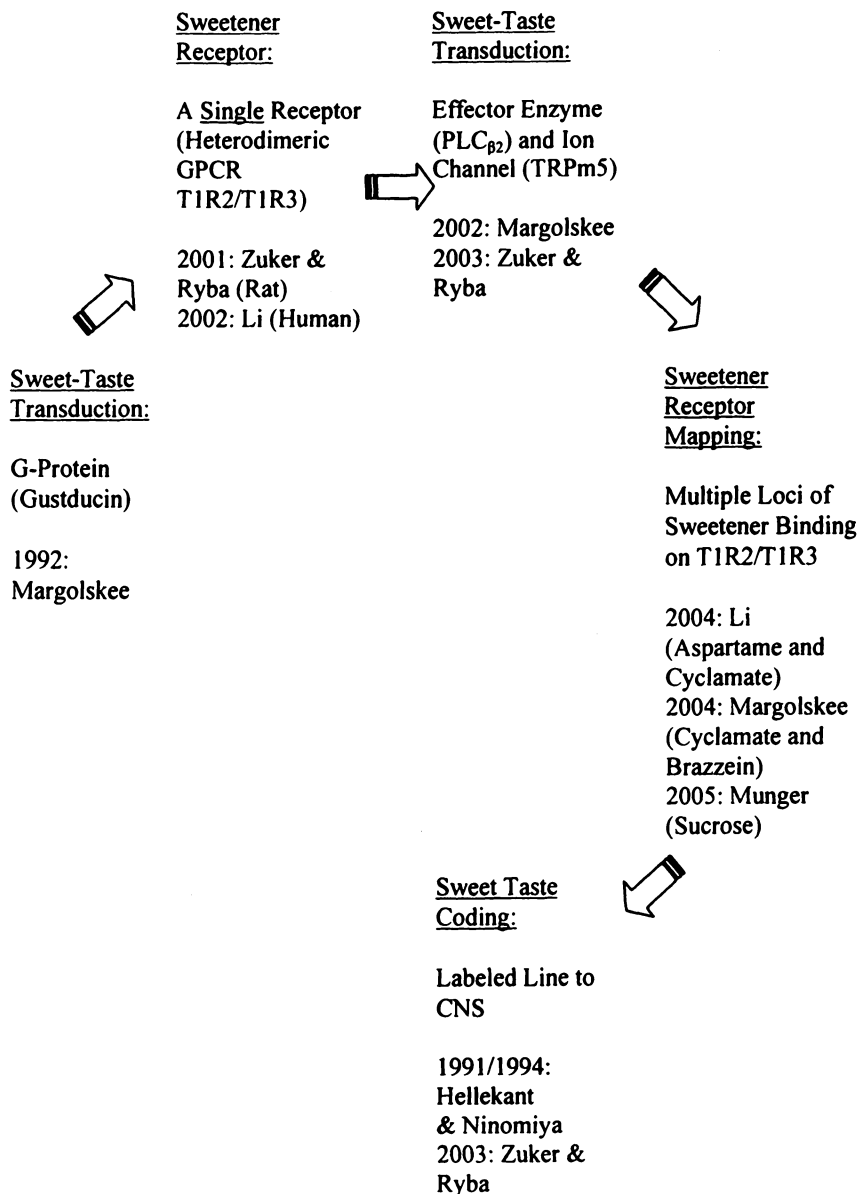 Sweetener
Receptor:
A Single Receptor
(Heterodimeric
GPCR
T1R2/T1R3)
2001: Zuker &
Ryba (Rat)
2002: Li (Human)
Sweet-Taste
Transduction:
Effector Enzyme
(PLCβ2) and Ion
Channel (TRPm5)
2002: Margolskee
2003: Zuker &
Ryba
Sweet-Taste
Transduction:
G-Protein
(Gustducin)
1992:
Margolskee
Sweetener
Receptor
Mapping:
Multiple Loci of
Sweetener Binding
on T1R2/T1R3
2004: Li
(Aspartame and
Cyclamate)
2004: Margolskee
(Cyclamate and
Brazzein)
2005: Munger
(Sucrose)
Sweet Taste
Coding:
Labeled Line to
CNS
1991/1994:
Hellekant
& Ninomiya
2003: Zuker &
Ryba